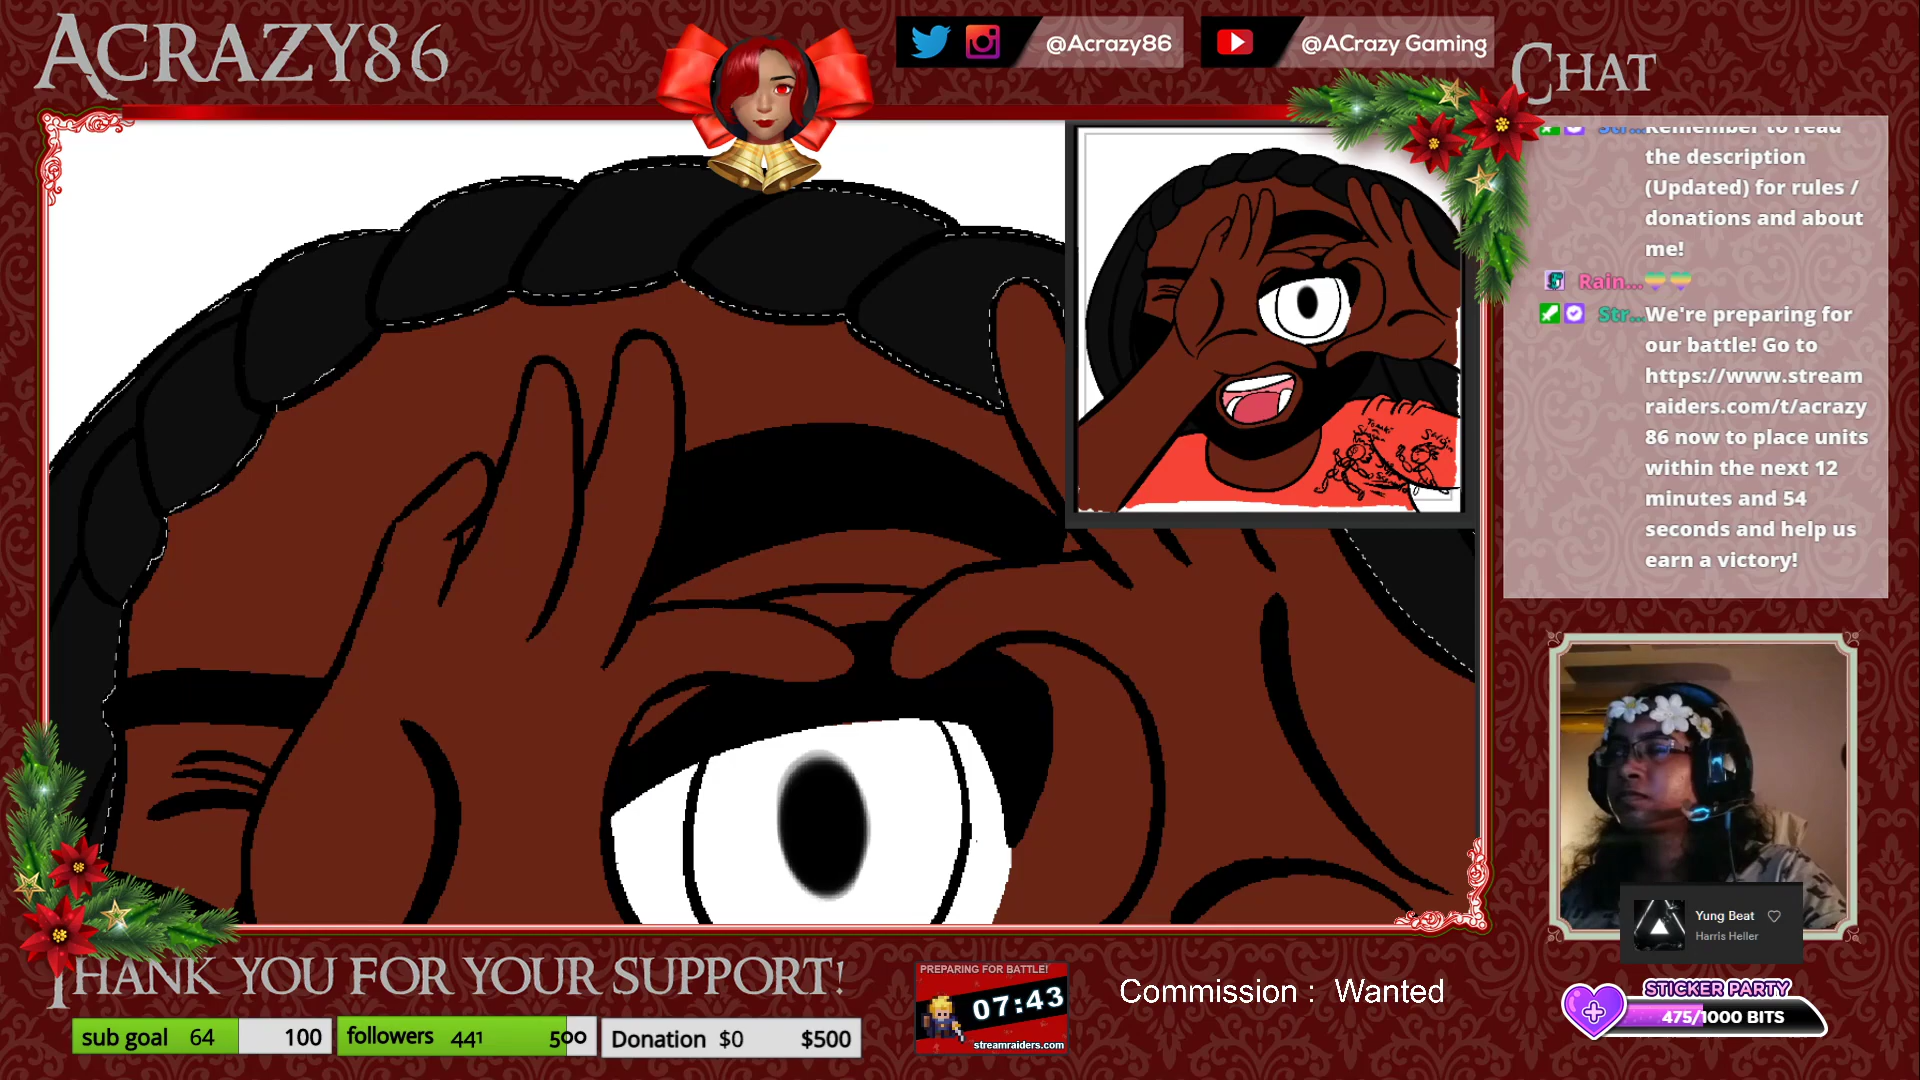 ACRAZY86
@Acrazy86
@ACrazy Gaming
CHAT
Remember to read
the description
(Updated) for rules /
donations and about
me!
Rain...
Str...We're preparing for
our battle! Go to
https://www.stream
raiders.com/t/acrazy
86 now to place units
within the next 12
minutes and 54
seconds and help us
earn a victory!
Yung Beat
Harris Heller
THANK YOU FOR YOUR SUPPORT!
PREPARING FOR BATTLE!
07:43
streamraiders.com
Commission : Wanted
STICKER PARTY
475/1000 BITS
sub goal 64 100
followers 441 500
Donation $0 $500